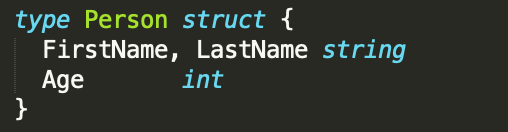 type Person struct {
  FirstName, LastName string
  Age       int
}